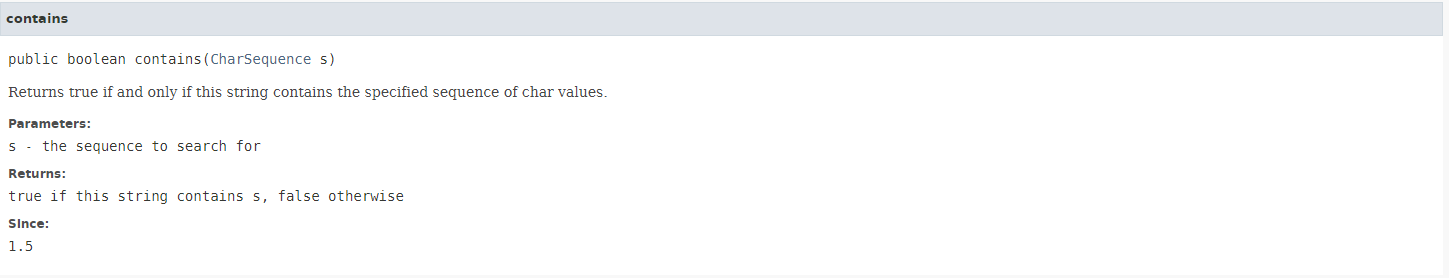 contains
public boolean contains(CharSequence s)
Returns true if and only if this string contains the specified sequence of char values.
Parameters:
s - the sequence to search for
Returns:
true if this string contains s, false otherwise
Since:
1.5